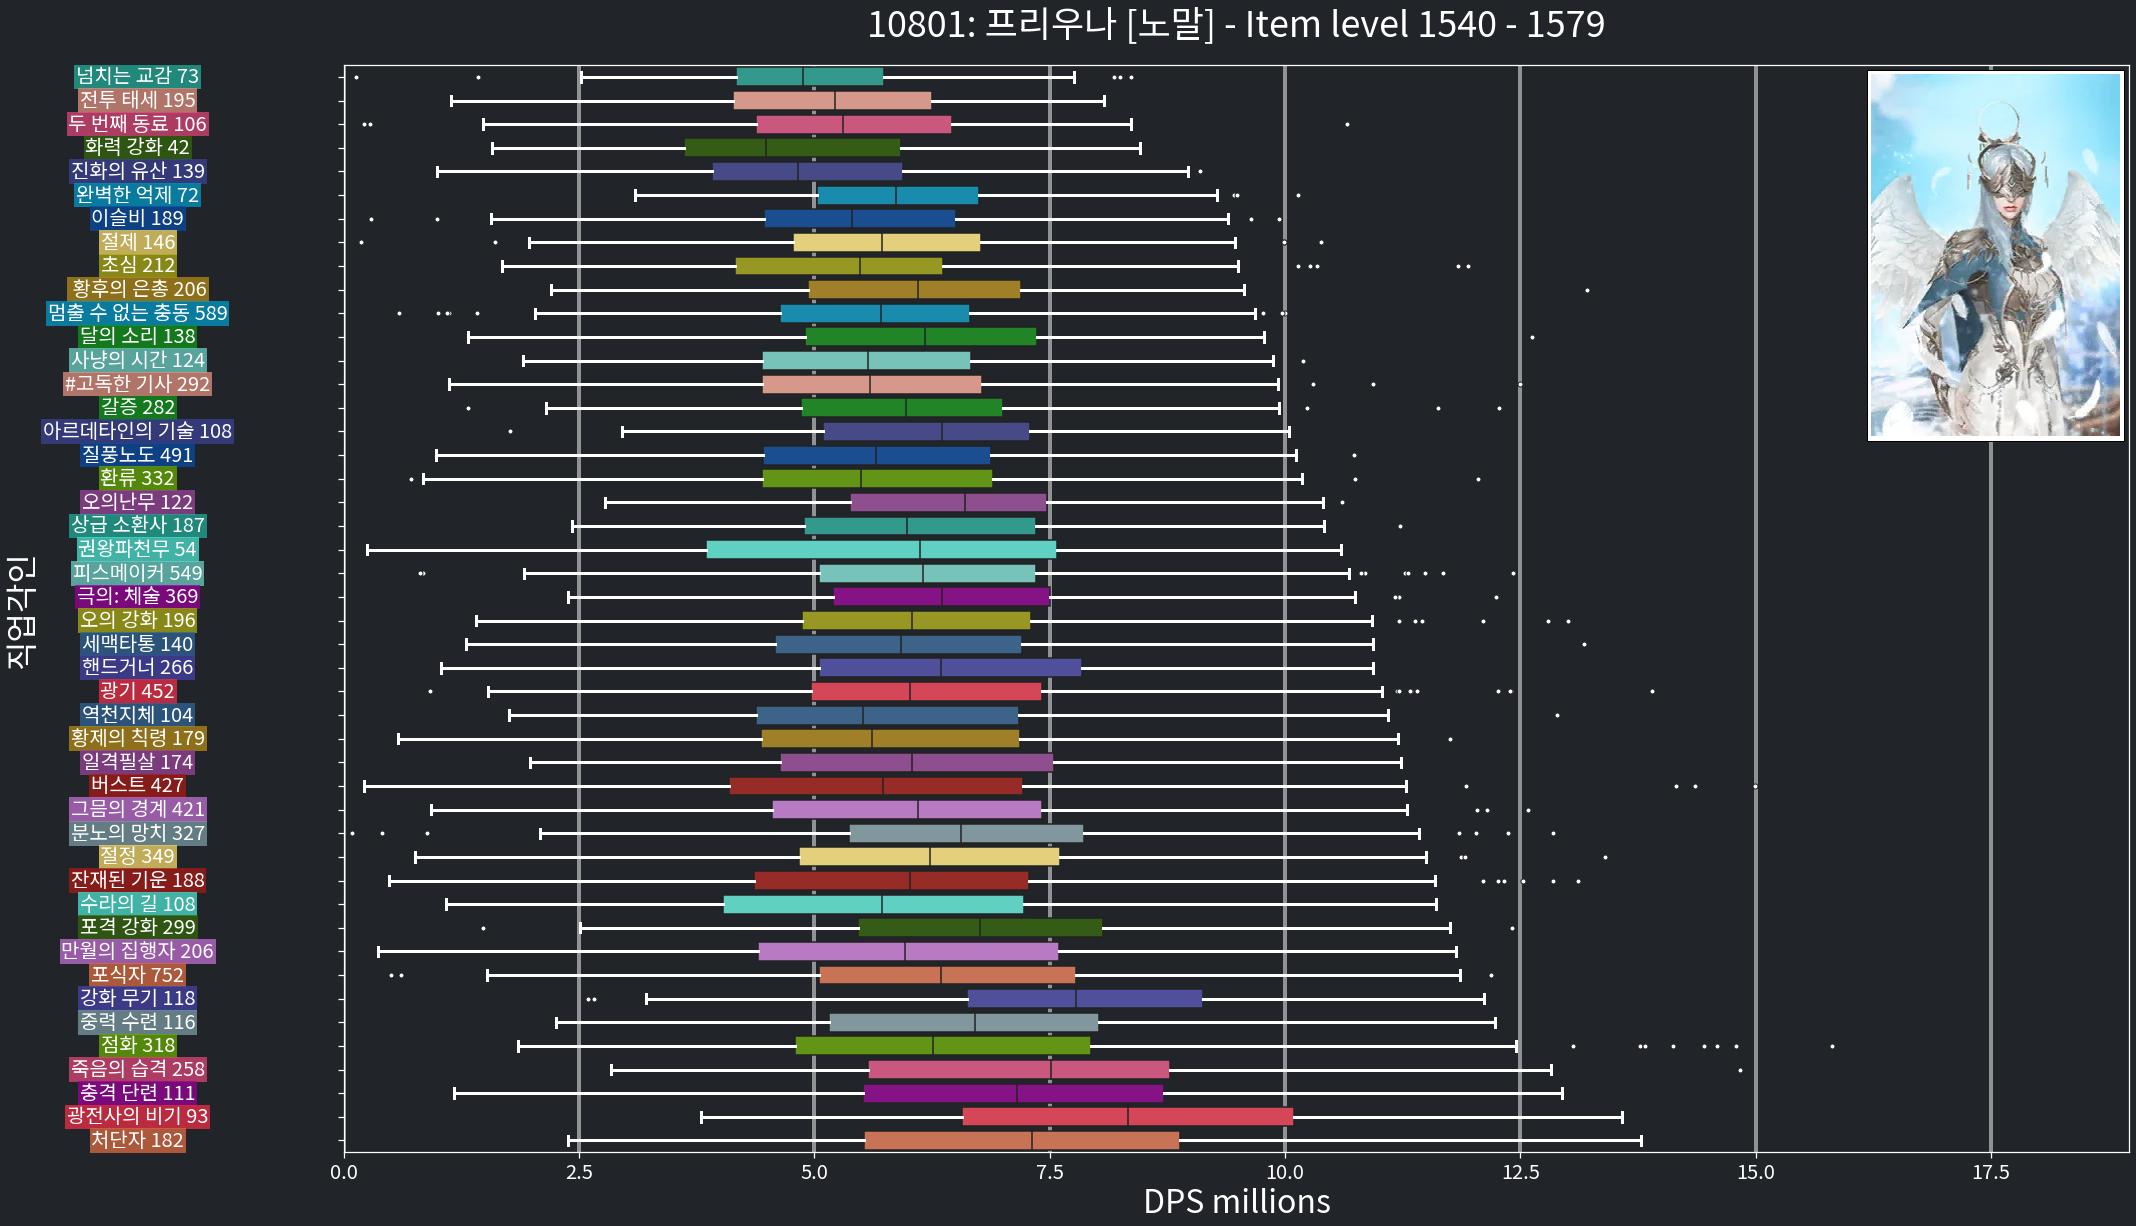 10801: 프리우나 [노말] - Item level 1540 - 1579
넘치는 교감 73
전투 태세 195
두 번째 동료 106
화력 강화 42
진화의 유산 139
완벽한 억제 72
이슬비 189
절제 146
초심 212
황후의 은총 206
멈출 수 없는 충동 589
달의 소리 138
사냥의 시간 124
#고독한 기사 292
갈증 282
아르데타인의 기술 108
질풍노도 491
환류 332
오의난무 122
상급 소환사 187
권왕파천무 54
피스메이커 549
극의: 체술 369
오의 강화 196
세맥타통 140
핸드거너 266
광기 452
역천지체 104
황제의 칙령 179
일격필살 174
버스트 427
그믐의 경계 421
분노의 망치 327
절정 349
잔재된 기운 188
수라의 길 108
포격 강화 299
만월의 집행자 206
포식자 752
강화 무기 118
중력 수련 116
점화 318
죽음의 습격 258
충격 단련 111
광전사의 비기 93
처단자 182
직업각인
0.0 2.5 5.0 7.5 10.0 12.5 15.0 17.5
DPS millions